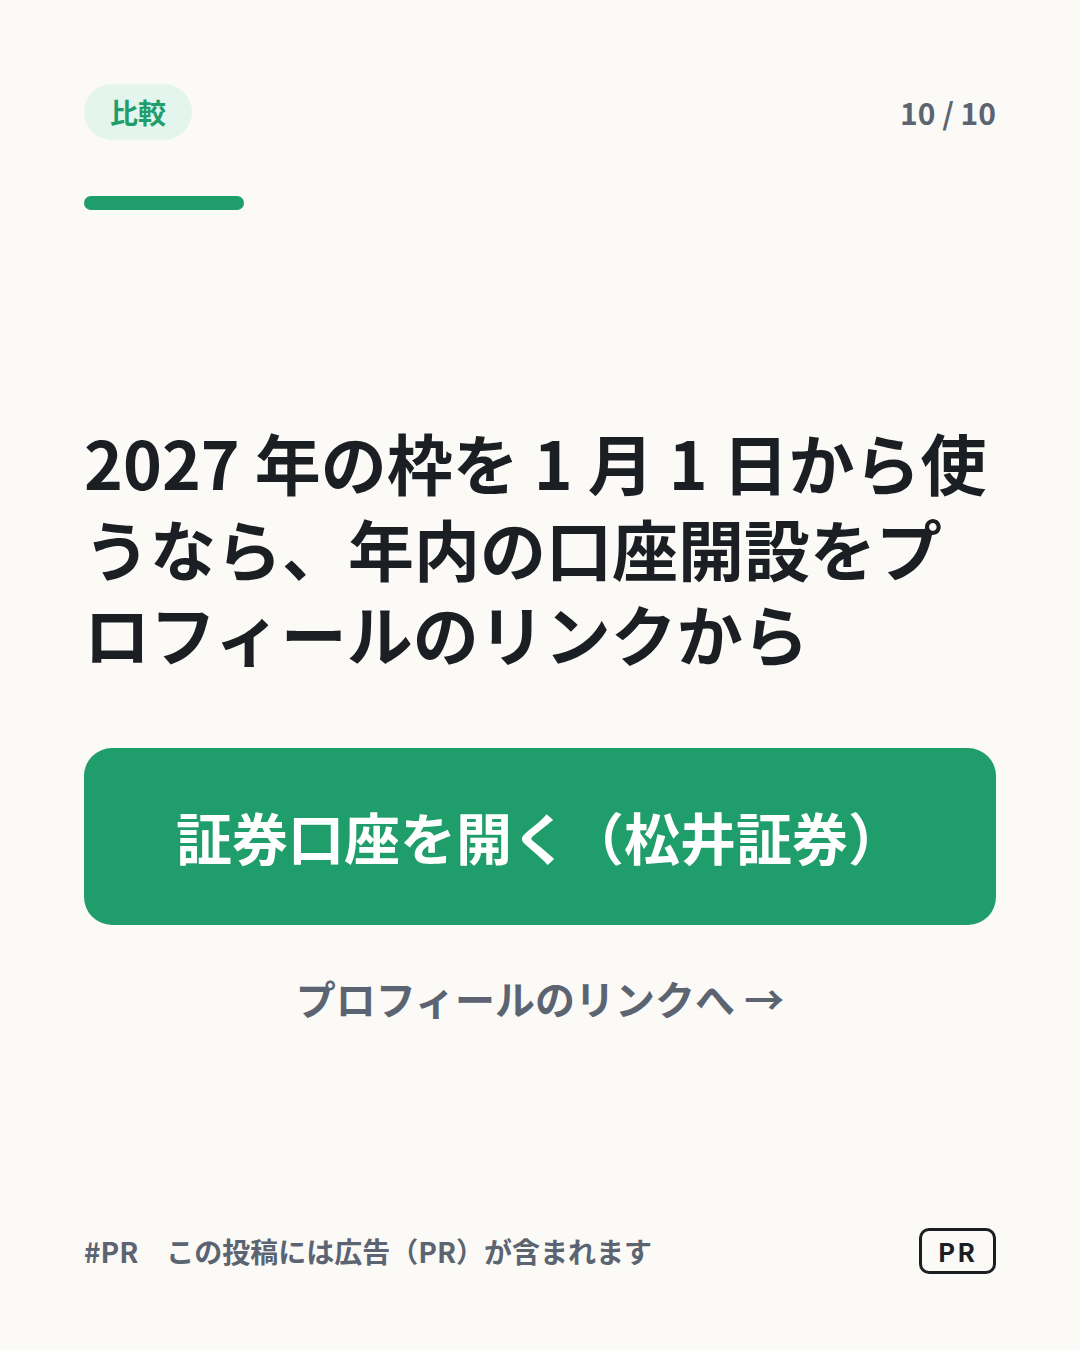 比較
10 / 10
2027 年の枠を 1 月 1 日から使
うなら、年内の口座開設をプ
ロフィールのリンクから
証券口座を開く（松井証券）
プロフィールのリンクへ →
#PR　この投稿には広告（PR）が含まれます
PR